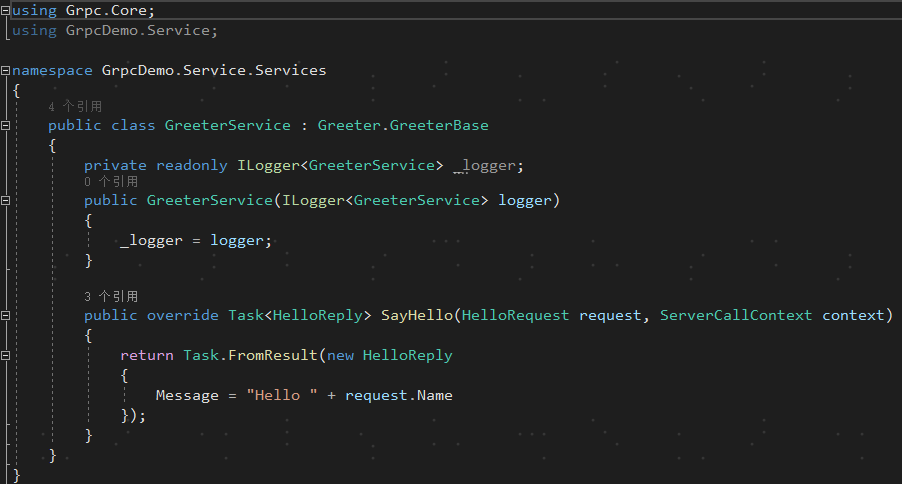 using Grpc.Core;
using GrpcDemo.Service;
namespace GrpcDemo.Service.Services
{
4 个引用
public class GreeterService : Greeter.GreeterBase
{
private readonly ILogger<GreeterService> _logger;
0 个引用
public GreeterService(ILogger<GreeterService> logger)
{
_logger = logger;
}
3 个引用
public override Task<HelloReply> SayHello(HelloRequest request, ServerCallContext context)
{
return Task.FromResult(new HelloReply
{
Message = "Hello " + request.Name
});
}
}
}